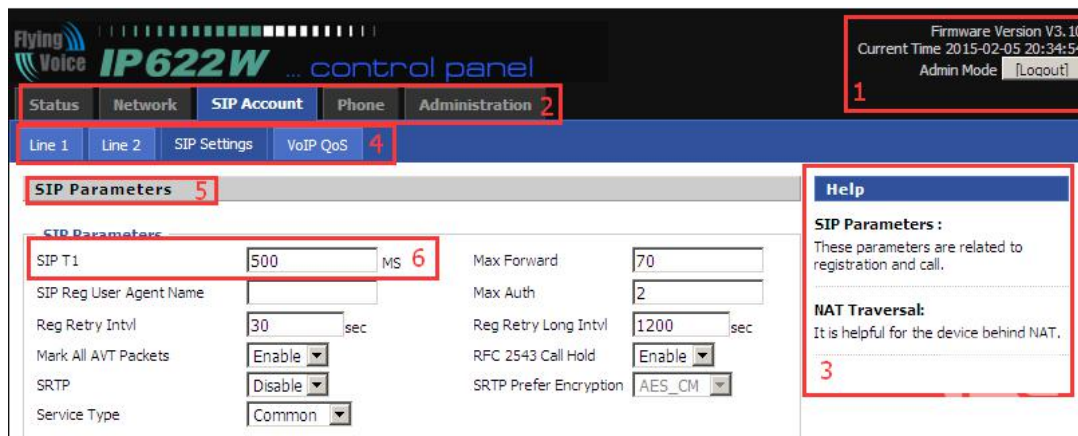 Flying Voice
IP622W ... control panel
Firmware Version V3.10
Current Time 2015-02-05 20:34:54
Admin Mode [Logout]
1
Status Network SIP Account Phone Administration 2
Line 1 Line 2 SIP Settings VoIP QoS 4
SIP Parameters 5
SIP Parameters
SIP T1 500 MS 6 Max Forward 70
SIP Reg User Agent Name Max Auth 2
Reg Retry Intvl 30 sec Reg Retry Long Intvl 1200 sec
Mark All AVT Packets Enable RFC 2543 Call Hold Enable
SRTP Disable SRTP Prefer Encryption AES_CM
Service Type Common
Help
SIP Parameters :
These parameters are related to
registration and call.
NAT Traversal:
It is helpful for the device behind NAT.
3